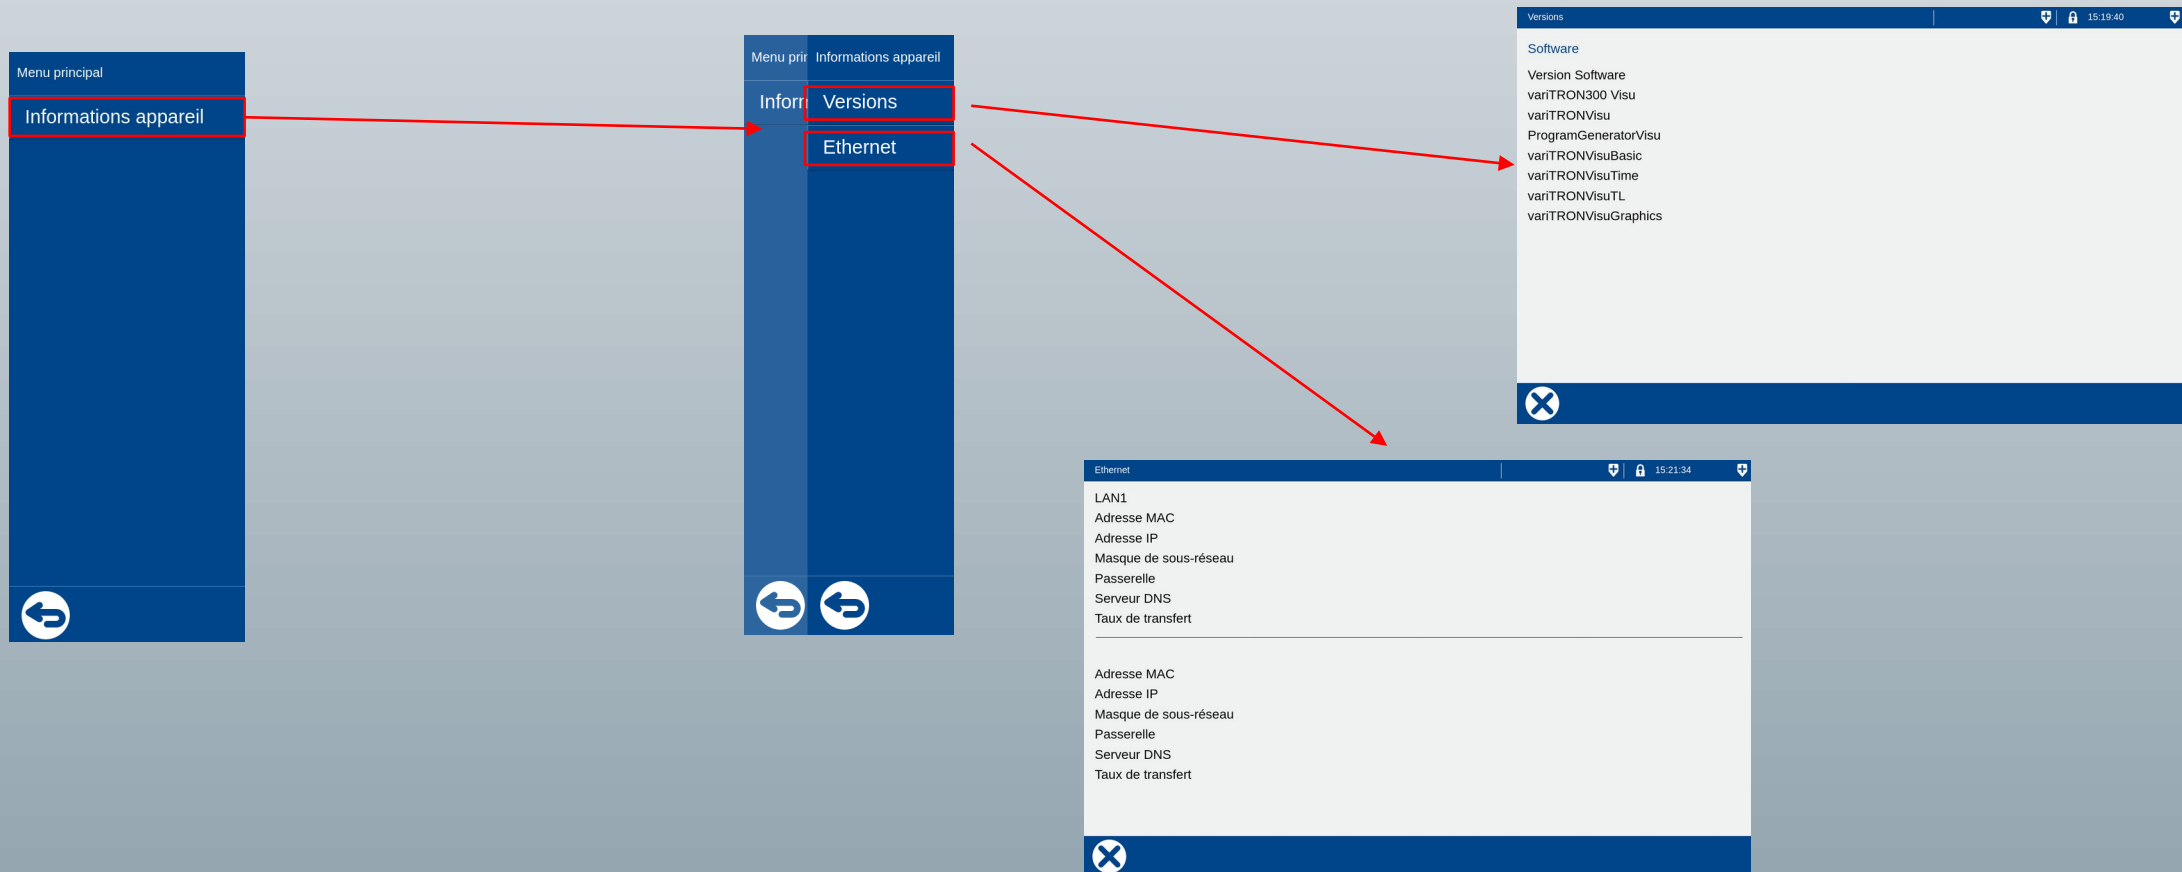 Menu principal
Informations appareil
Menu prin
Informations appareil
Inforr
Versions
Ethernet
Versions
15:19:40
Software
Version Software
variTRON300 Visu
variTRONVisu
ProgramGeneratorVisu
variTRONVisuBasic
variTRONVisuTime
variTRONVisuTL
variTRONVisuGraphics
Ethernet
15:21:34
LAN1
Adresse MAC
Adresse IP
Masque de sous-réseau
Passerelle
Serveur DNS
Taux de transfert
Adresse MAC
Adresse IP
Masque de sous-réseau
Passerelle
Serveur DNS
Taux de transfert